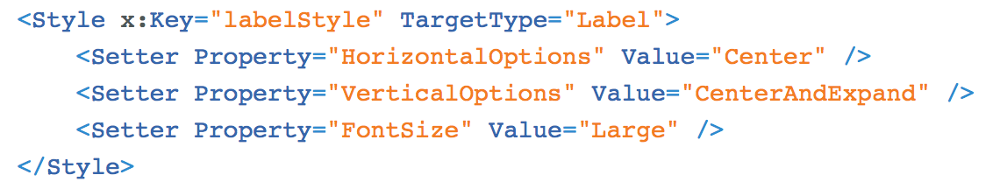 <Style x:Key="labelStyle" TargetType="Label">
    <Setter Property="HorizontalOptions" Value="Center" />
    <Setter Property="VerticalOptions" Value="CenterAndExpand" />
    <Setter Property="FontSize" Value="Large" />
</Style>